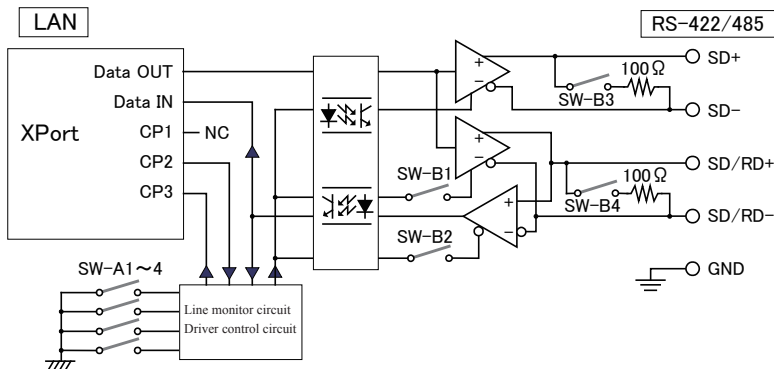 LAN
RS-422/485
XPort
Data OUT
Data IN
CP1
NC
CP2
CP3
+
−
SW-B3
100Ω
SD+
SD-
+
−
SW-B1
SW-B4
100Ω
SD/RD+
SD/RD-
+
−
SW-B2
GND
SW-A1～4
Line monitor circuit
Driver control circuit